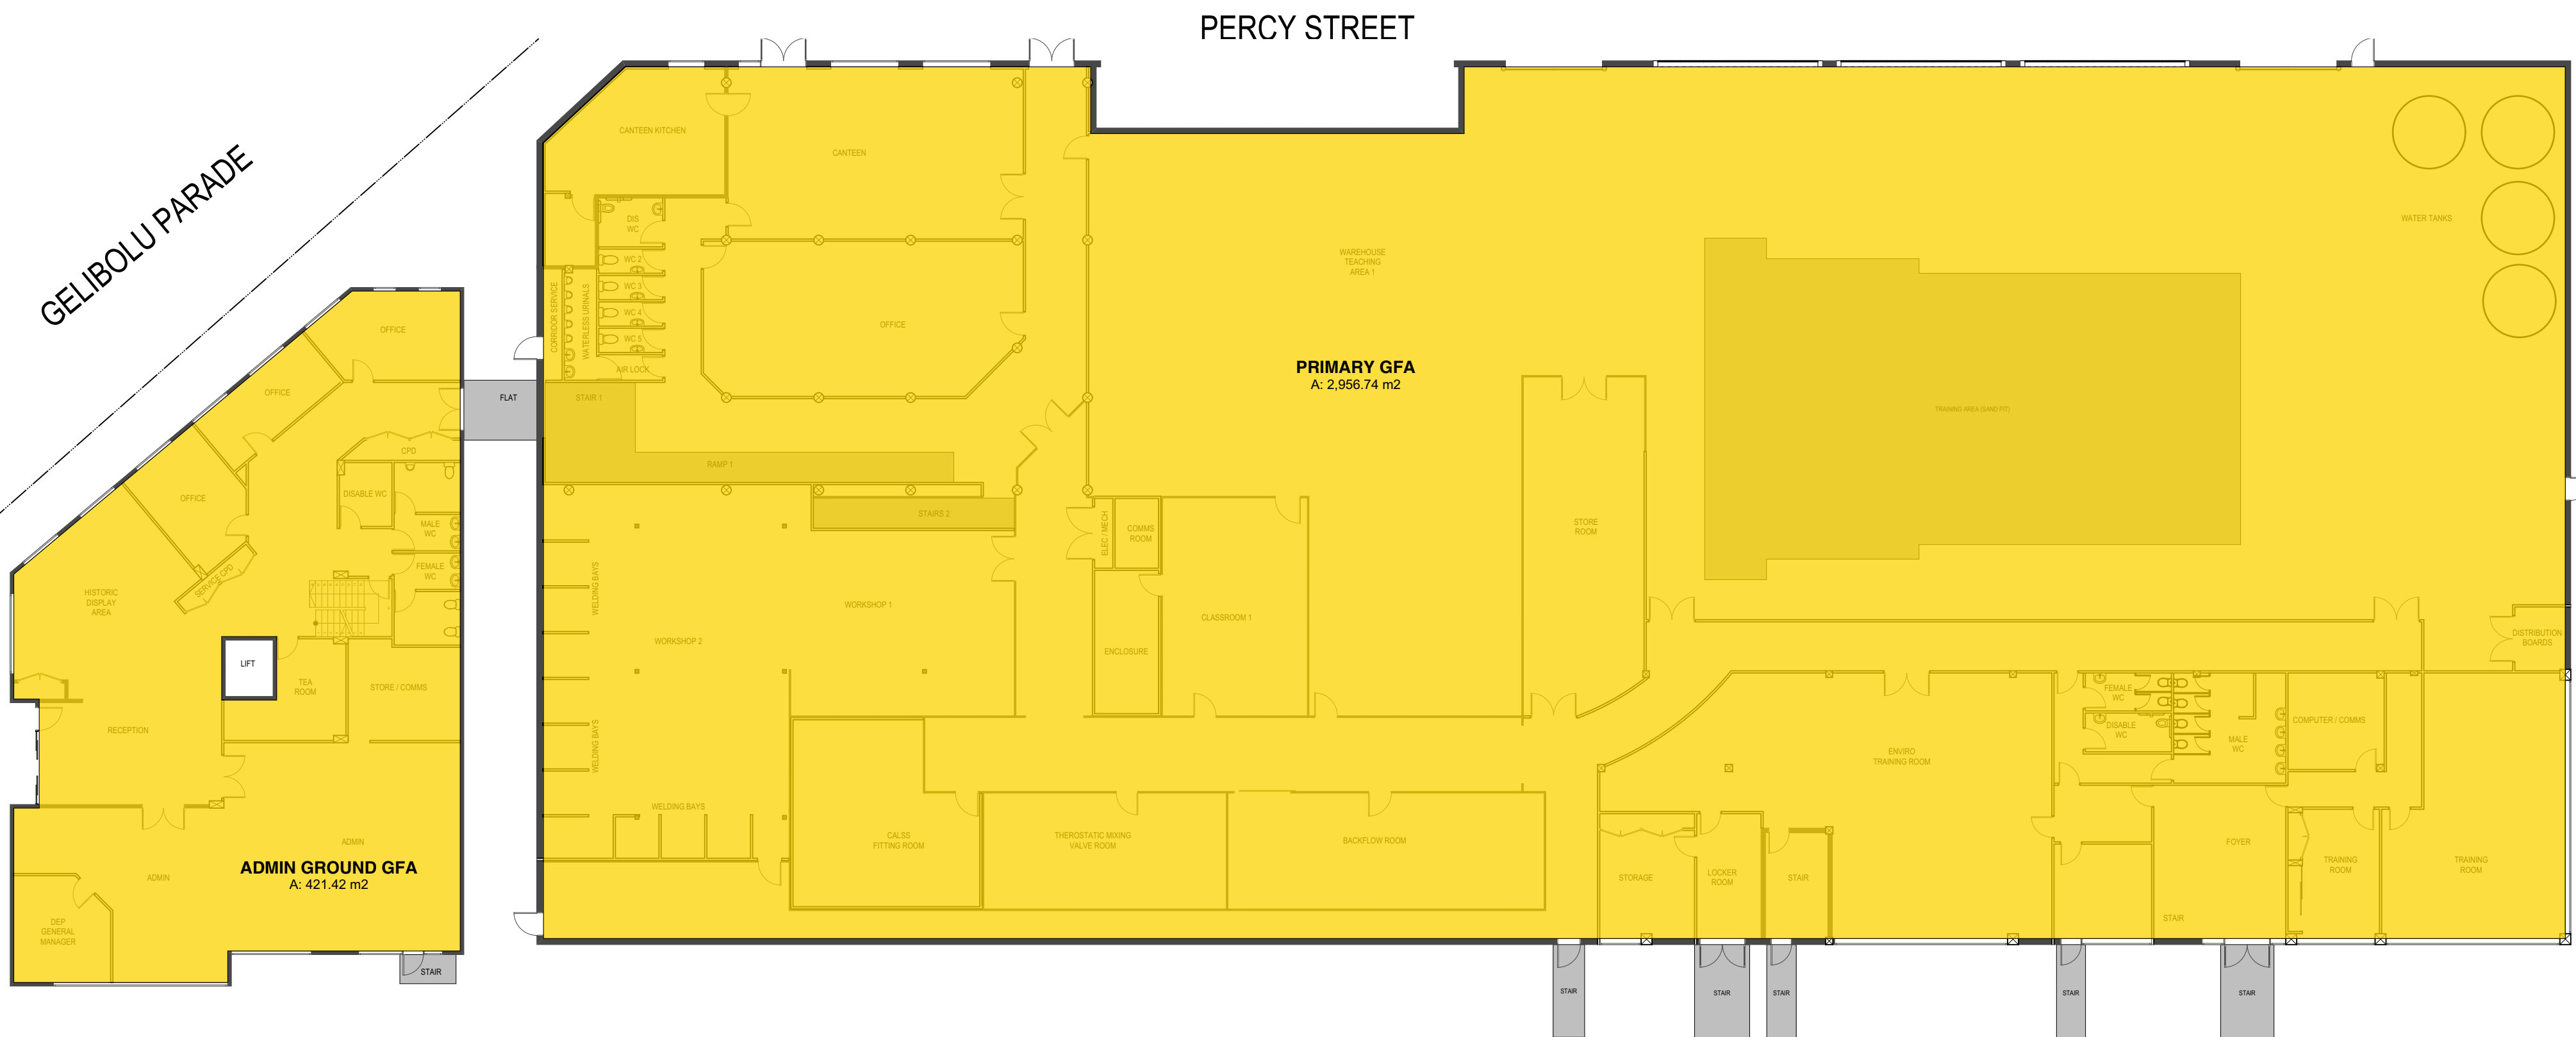 PERCY STREET
GELIBOLU PARADE
CANTEEN KITCHEN
CANTEEN
DIS
WC
WC 2
WC 3
WC 4
WC 5
AIR LOCK
CORRIDOR SERVICE
WATERLESS URINALS
OFFICE
WAREHOUSE
TEACHING
AREA 1
WATER TANKS
PRIMARY GFA
A: 2,956.74 m2
TRAINING AREA (SAND PIT)
OFFICE
OFFICE
OFFICE
FLAT
STAIR 1
RAMP 1
STAIRS 2
CPD
DISABLE WC
MALE
WC
FEMALE
WC
SERVICE CPD
HISTORIC
DISPLAY
AREA
LIFT
TEA
ROOM
STORE / COMMS
RECEPTION
ADMIN
ADMIN GROUND GFA
A: 421.42 m2
ADMIN
DEP
GENERAL
MANAGER
STAIR
WELDING BAYS
WELDING BAYS
WELDING BAYS
WORKSHOP 1
WORKSHOP 2
ELEC / MECH
COMMS
ROOM
ENCLOSURE
CLASSROOM 1
STORE
ROOM
DISTRIBUTION
BOARDS
CALSS
FITTING ROOM
THEROSTATIC MIXING
VALVE ROOM
BACKFLOW ROOM
ENVIRO
TRAINING ROOM
FEMALE
WC
DISABLE
WC
MALE
WC
COMPUTER / COMMS
STORAGE
LOCKER
ROOM
STAIR
FOYER
STAIR
TRAINING
ROOM
TRAINING
ROOM
STAIR
STAIR
STAIR
STAIR
STAIR